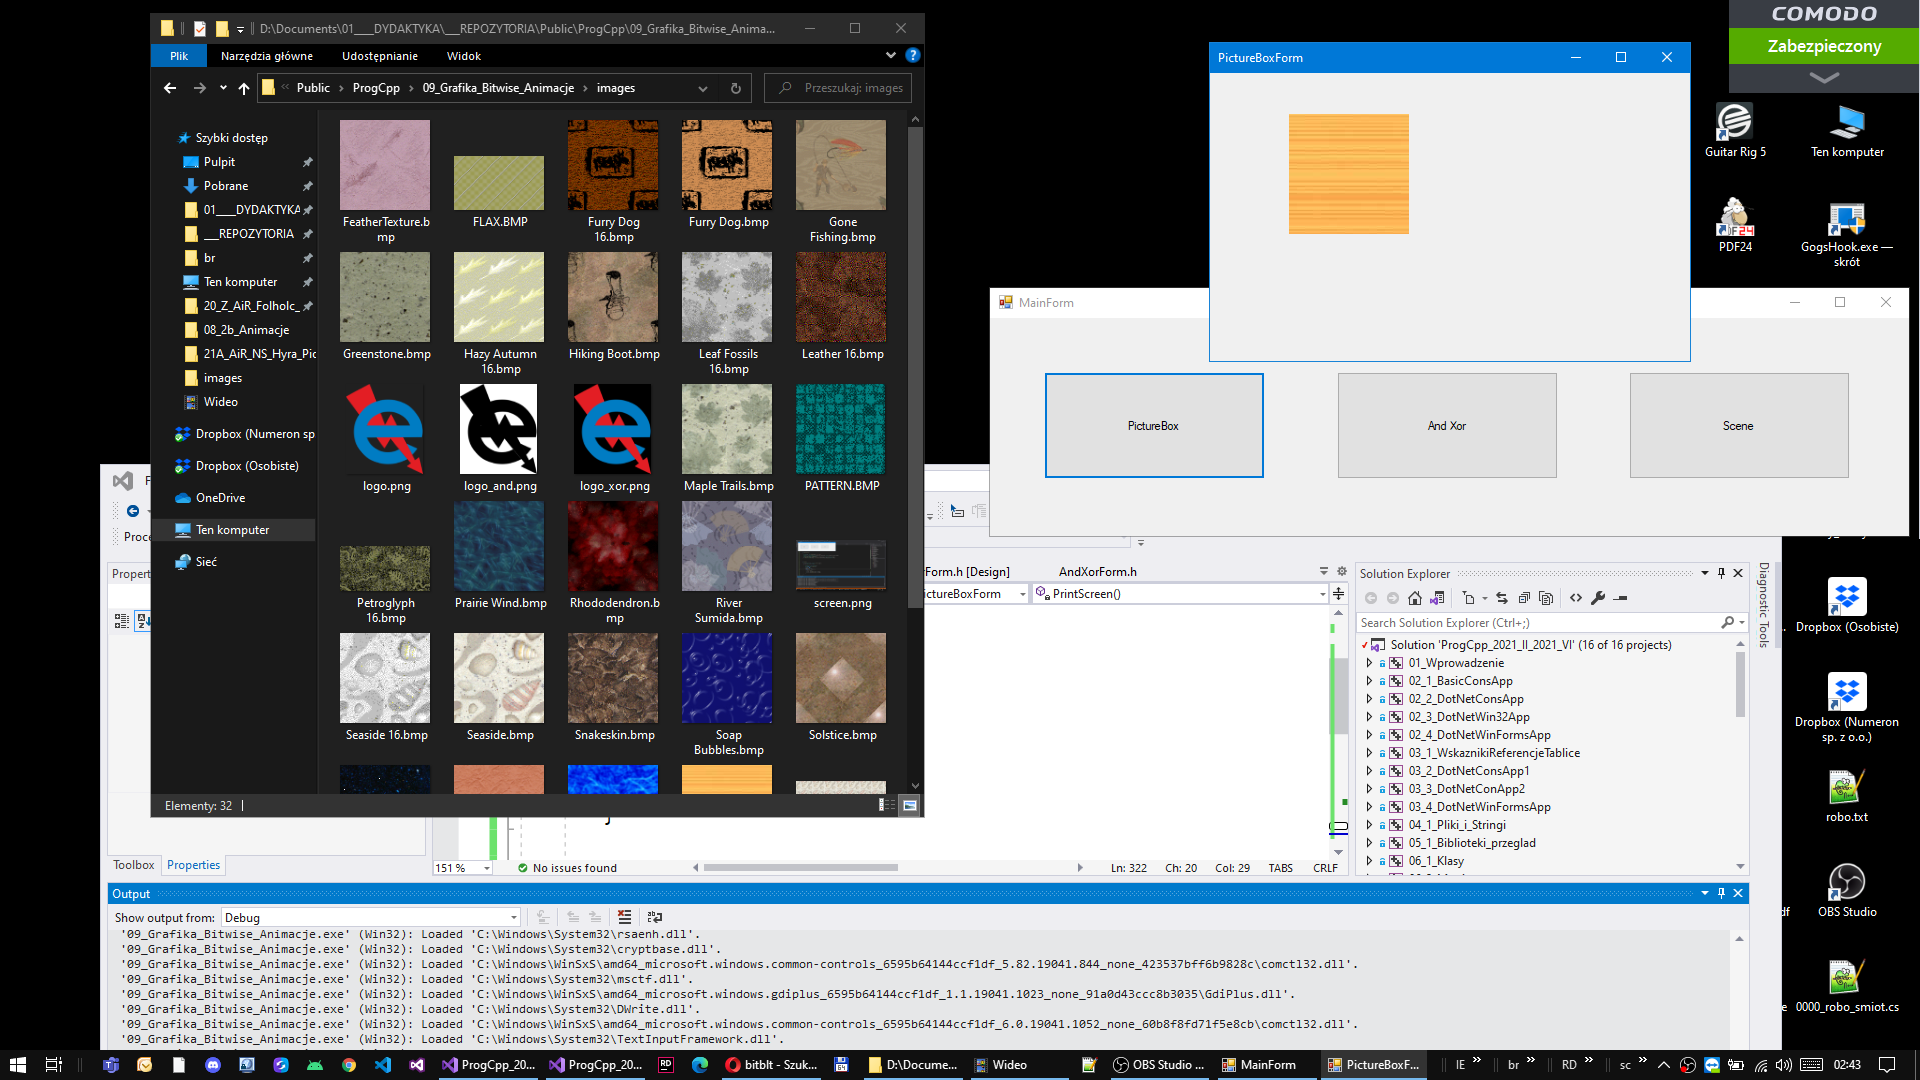 D:\Documents\01____DYDAKTYKA\___REPOZYTORIA\Public\ProgCpp\09_Grafika_Bitwise_Anima...
Plik
Narzędzia główne
Udostępnianie
Widok
Public
ProgCpp
09_Grafika_Bitwise_Animacje
images
Przeszukaj: images
Szybki dostęp
Pulpit
Pobrane
01____DYDAKTYKA
___REPOZYTORIA
br
Ten komputer
20_Z_AiR_Folholc_
08_2b_Animacje
21A_AiR_NS_Hyra_Pic
images
Wideo
Dropbox (Numeron sp
Dropbox (Osobiste)
OneDrive
Ten komputer
Sieć
FeatherTexture.b
mp
FLAX.BMP
Furry Dog
16.bmp
Furry Dog.bmp
Gone
Fishing.bmp
Greenstone.bmp
Hazy Autumn
16.bmp
Hiking Boot.bmp
Leaf Fossils
16.bmp
Leather 16.bmp
logo.png
logo_and.png
logo_xor.png
Maple Trails.bmp
PATTERN.BMP
Petroglyph
16.bmp
Prairie Wind.bmp
Rhododendron.b
mp
River
Sumida.bmp
screen.png
Seaside 16.bmp
Seaside.bmp
Snakeskin.bmp
Soap
Bubbles.bmp
Solstice.bmp
Elementy: 32
PictureBoxForm
MainForm
PictureBox
And Xor
Scene
COMODO
Zabezpieczony
Guitar Rig 5
Ten komputer
PDF24
GogsHook.exe —
skrót
Dropbox (Osobiste)
Dropbox (Numeron
sp. z o.o.)
robo.txt
OBS Studio
0000_robo_smiot.cs
Proce
Propert
rForm.h [Design]
AndXorForm.h
ictureBoxForm
PrintScreen()
Solution Explorer
Search Solution Explorer (Ctrl+;)
Solution 'ProgCpp_2021_II_2021_VI' (16 of 16 projects)
01_Wprowadzenie
02_1_BasicConsApp
02_2_DotNetConsApp
02_3_DotNetWin32App
02_4_DotNetWinFormsApp
03_1_WskaznikiReferencjeTablice
03_2_DotNetConsApp1
03_3_DotNetConApp2
03_4_DotNetWinFormsApp
04_1_Pliki_i_Stringi
05_1_Biblioteki_przeglad
06_1_Klasy
Diagnostic Tools
}
Toolbox
Properties
151 %
No issues found
Ln: 322
Ch: 20
Col: 29
TABS
CRLF
Output
Show output from:
Debug
'09_Grafika_Bitwise_Animacje.exe' (Win32): Loaded 'C:\Windows\System32\rsaenh.dll'.
'09_Grafika_Bitwise_Animacje.exe' (Win32): Loaded 'C:\Windows\System32\cryptbase.dll'.
'09_Grafika_Bitwise_Animacje.exe' (Win32): Loaded 'C:\Windows\WinSxS\amd64_microsoft.windows.common-controls_6595b64144ccf1df_5.82.19041.844_none_423537bff6b9828c\comctl32.dll'.
'09_Grafika_Bitwise_Animacje.exe' (Win32): Loaded 'C:\Windows\System32\msctf.dll'.
'09_Grafika_Bitwise_Animacje.exe' (Win32): Loaded 'C:\Windows\WinSxS\amd64_microsoft.windows.gdiplus_6595b64144ccf1df_1.1.19041.1023_none_91a0d43ccc8b3035\GdiPlus.dll'.
'09_Grafika_Bitwise_Animacje.exe' (Win32): Loaded 'C:\Windows\System32\DWrite.dll'.
'09_Grafika_Bitwise_Animacje.exe' (Win32): Loaded 'C:\Windows\WinSxS\amd64_microsoft.windows.common-controls_6595b64144ccf1df_6.0.19041.1052_none_60b8f8fd71f5e8cb\comctl32.dll'.
'09_Grafika_Bitwise_Animacje.exe' (Win32): Loaded 'C:\Windows\System32\TextInputFramework.dll'.
ProgCpp_20...
ProgCpp_20...
bitblt - Szuk...
D:\Docume...
Wideo
OBS Studio ...
MainForm
PictureBoxF...
IE
br
RD
sc
02:43